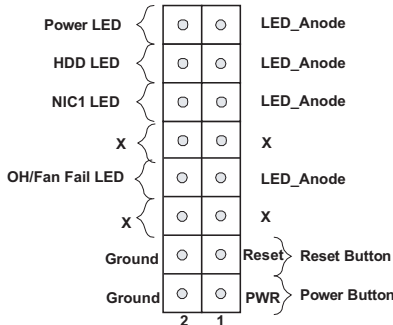 Power LED LED_Anode
HDD LED LED_Anode
NIC1 LED LED_Anode
X X
OH/Fan Fail LED LED_Anode
X X
Ground Reset Reset Button
Ground PWR Power Button
2 1